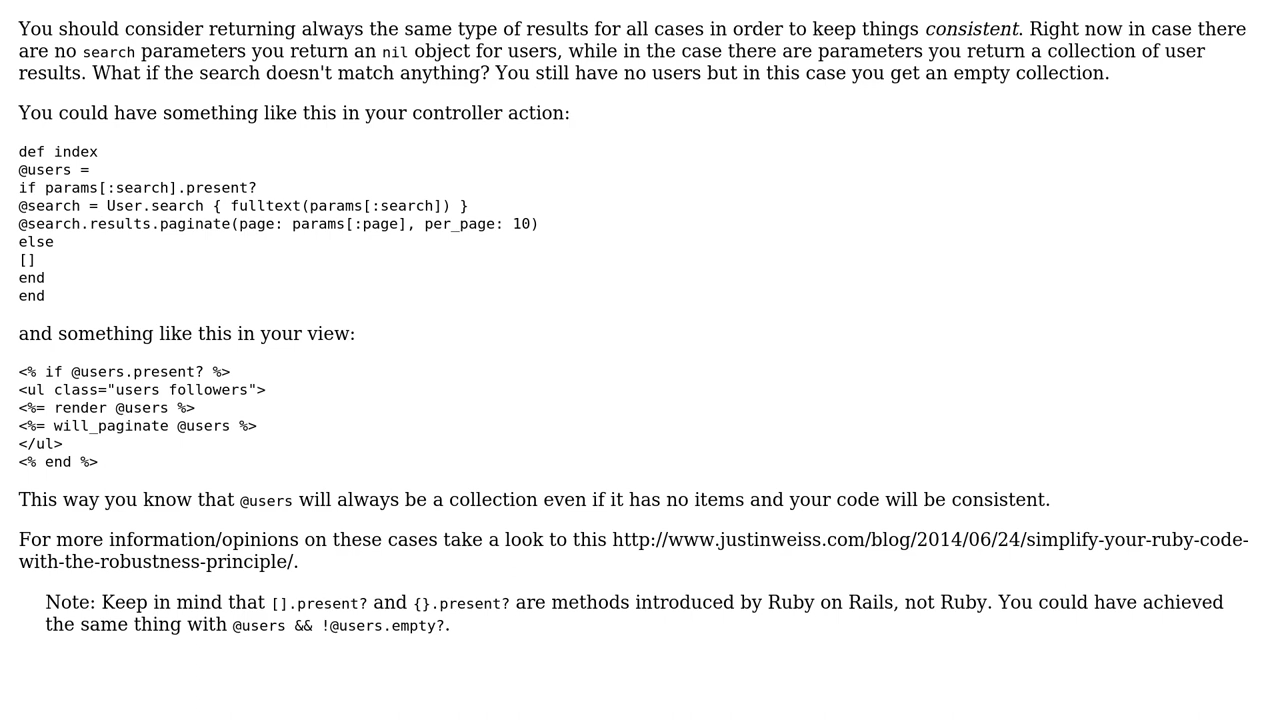 You should consider returning always the same type of results for all cases in order to keep things consistent. Right now in case there
are no search parameters you return an nil object for users, while in the case there are parameters you return a collection of user
results. What if the search doesn't match anything? You still have no users but in this case you get an empty collection.
You could have something like this in your controller action:
def index
@users =
if params[:search].present?
@search = User.search { fulltext(params[:search]) }
@search.results.paginate(page: params[:page], per_page: 10)
else
[]
end
end
and something like this in your view:
<% if @users.present? %>
<ul class="users followers">
<%= render @users %>
<%= will_paginate @users %>
</ul>
<% end %>
This way you know that @users will always be a collection even if it has no items and your code will be consistent.
For more information/opinions on these cases take a look to this http://www.justinweiss.com/blog/2014/06/24/simplify-your-ruby-code-
with-the-robustness-principle/.
Note: Keep in mind that [].present? and {}.present? are methods introduced by Ruby on Rails, not Ruby. You could have achieved
the same thing with @users && !@users.empty?.